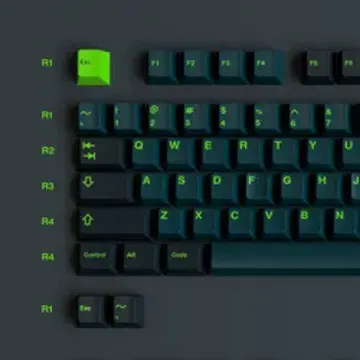 R1 Esc F1 F2 F3 F4 F5 F6
R1 ~ ` ! 1 @ 2 # 3 $ 4 % 5 ^ 6 & 7
R2 Q W E R T Y U
R3 A S D F G H J
R4 Z X C V B N M
R4 Control Alt Code
R1 Esc ~ `